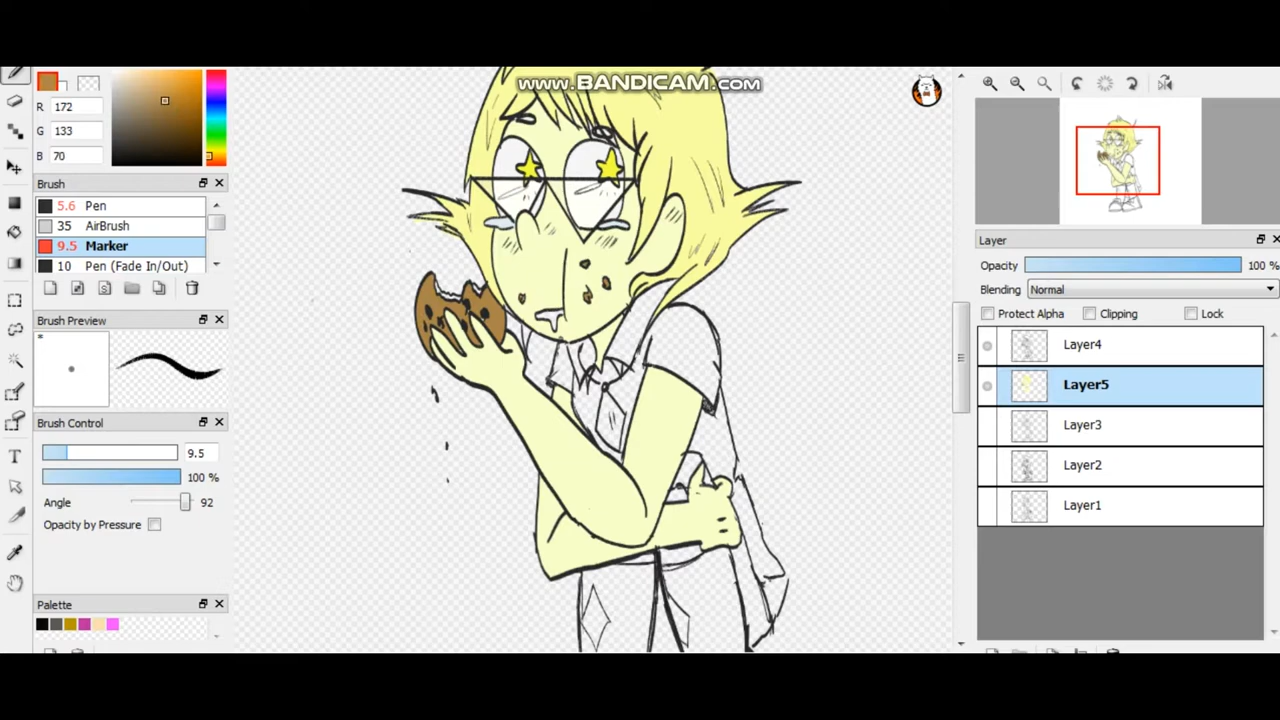 www.BANDICAM.com
R 172
G 133
B 70
Brush
5.6 Pen
35 AirBrush
9.5 Marker
10 Pen (Fade In/Out)
Brush Preview
*
Brush Control
9.5
100 %
Angle 92
Opacity by Pressure
Palette
T
Layer
Opacity 100 %
Blending Normal
Protect Alpha Clipping Lock
Layer4
Layer5
Layer3
Layer2
Layer1